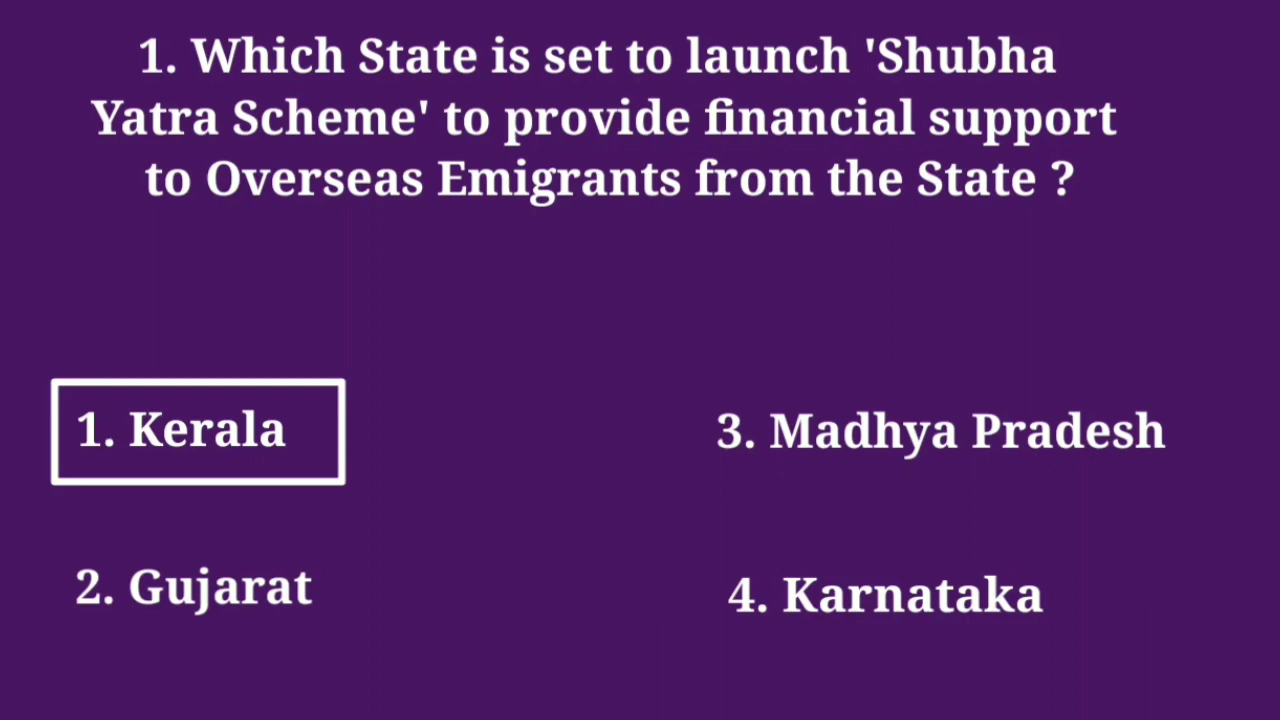 1. Which State is set to launch 'Shubha
Yatra Scheme' to provide financial support
to Overseas Emigrants from the State ?
1. Kerala
2. Gujarat
3. Madhya Pradesh
4. Karnataka